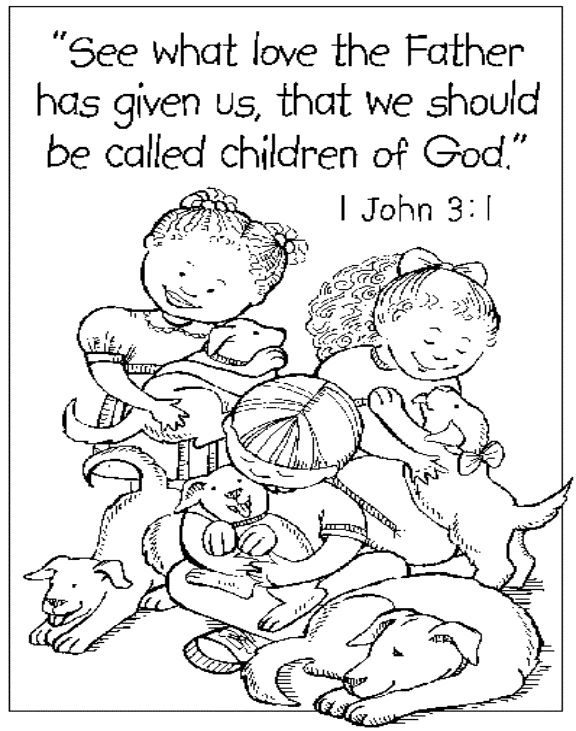 "See what love the Father
has given us, that we should
be called children of God."
1 John 3:1